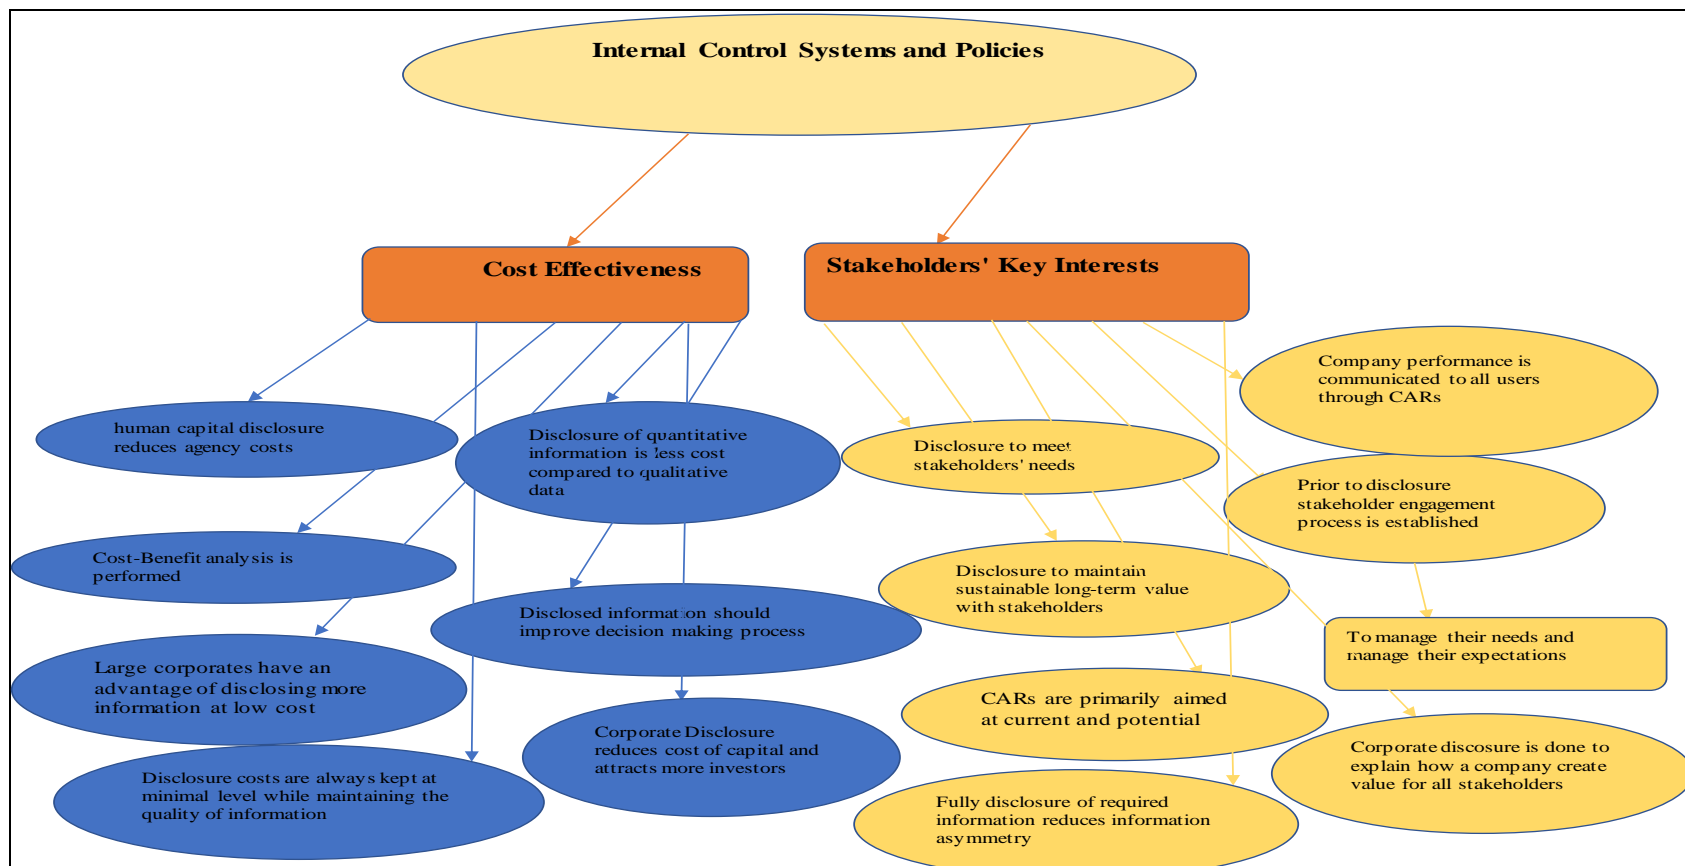 Internal Control Systems and Policies
Cost Effectiveness
Stakeholders' Key Interests
human capital disclosure
reduces agency costs
Disclosure of quantitative
information is less cost
compared to qualitative
data
Cost-Benefit analysis is
performed
Disclosed information should
improve decision making process
Large corporates have an
advantage of disclosing more
information at low cost
Corporate Disclosure
reduces cost of capital and
attracts more investors
Disclosure costs are always kept at
minimal level while maintaining the
quality of information
Company performance is
communicated to all users
through CARs
Disclosure to meet
stakeholders' needs
Prior to disclosure
stakeholder engagement
process is established
Disclosure to maintain
sustainable long-term value
with stakeholders
To manage their needs and
manage their expectations
CARs are primarily aimed
at current and potential
Corporate discosure is done to
explain how a company create
value for all stakeholders
Fully disclosure of required
information reduces information
asymmetry